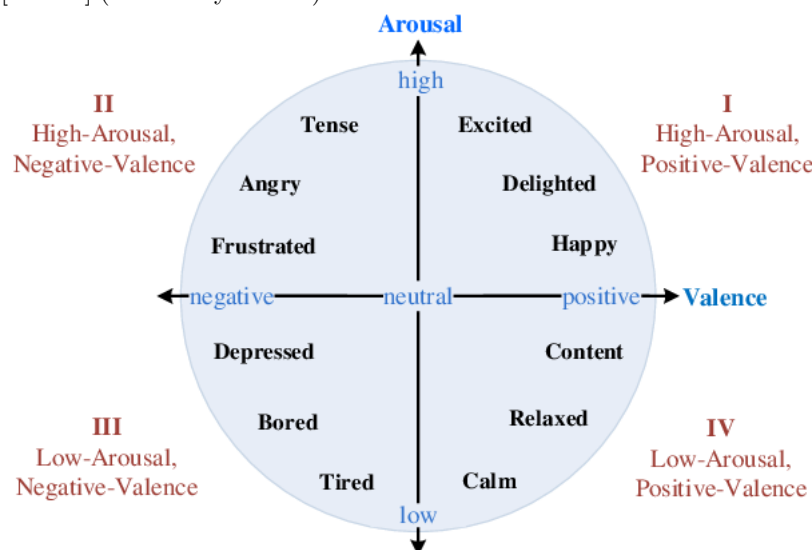 Arousal
high
II
High-Arousal,
Negative-Valence
I
High-Arousal,
Positive-Valence
Tense
Excited
Angry
Delighted
Frustrated
Happy
negative
neutral
positive
Valence
Depressed
Content
Bored
Relaxed
III
Low-Arousal,
Negative-Valence
IV
Low-Arousal,
Positive-Valence
Tired
Calm
low